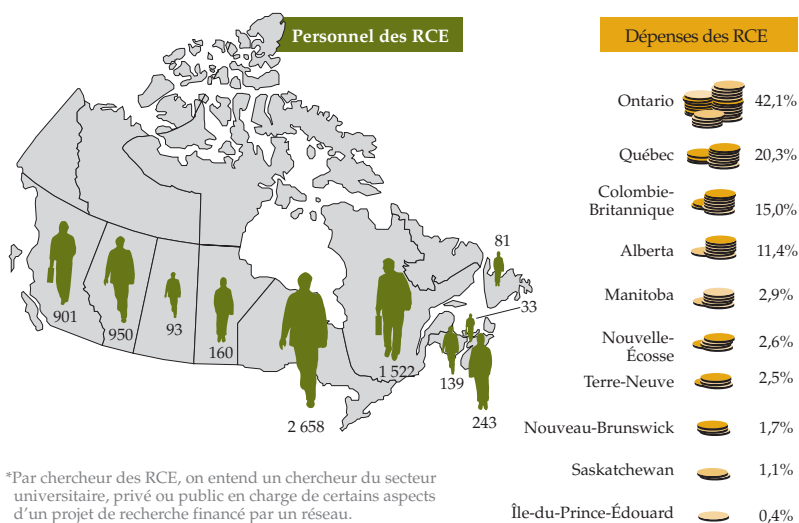 Personnel des RCE
901
950
93
160
2 658
1 522
139
243
33
81
*Par chercheur des RCE, on entend un chercheur du secteur
universitaire, privé ou public en charge de certains aspects
d'un projet de recherche financé par un réseau.
Dépenses des RCE
Ontario 42,1%
Québec 20,3%
Colombie-
Britannique 15,0%
Alberta 11,4%
Manitoba 2,9%
Nouvelle-
Écosse 2,6%
Terre-Neuve 2,5%
Nouveau-Brunswick 1,7%
Saskatchewan 1,1%
Île-du-Prince-Édouard 0,4%